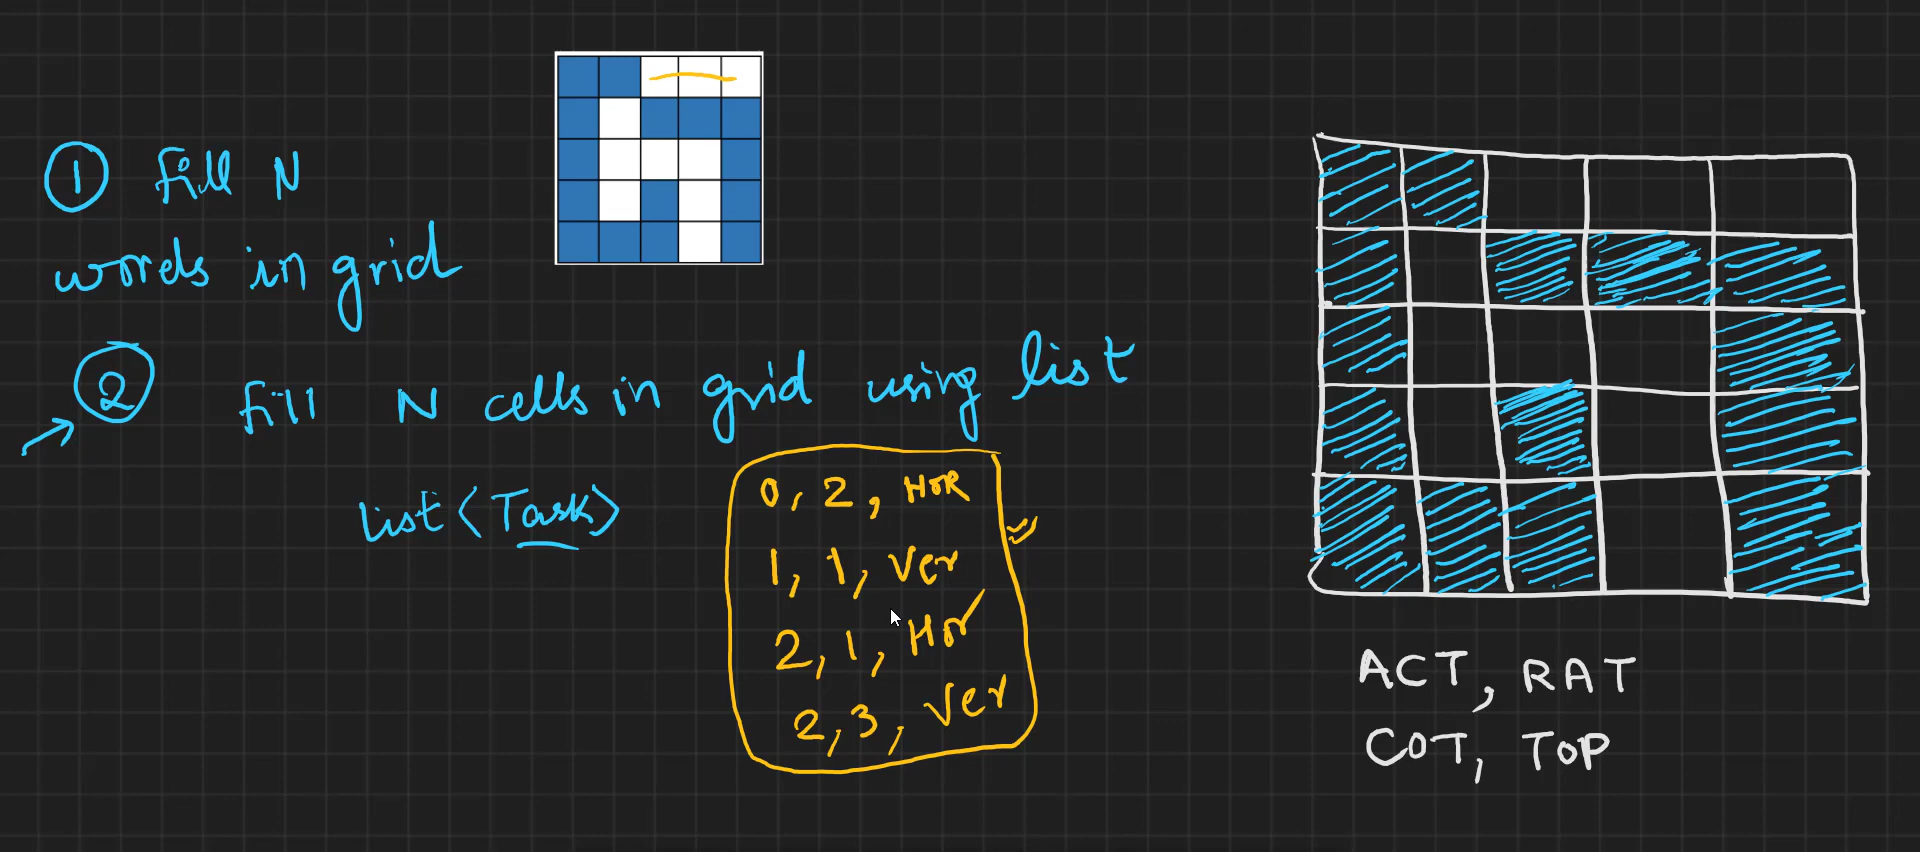 1 fill N
words in grid
2 fill N cells in grid using list
list <Task>
0, 2, HOR
1, 1, Ver
2, 1, Hor
2, 3, Ver
ACT, RAT
COT, TOP